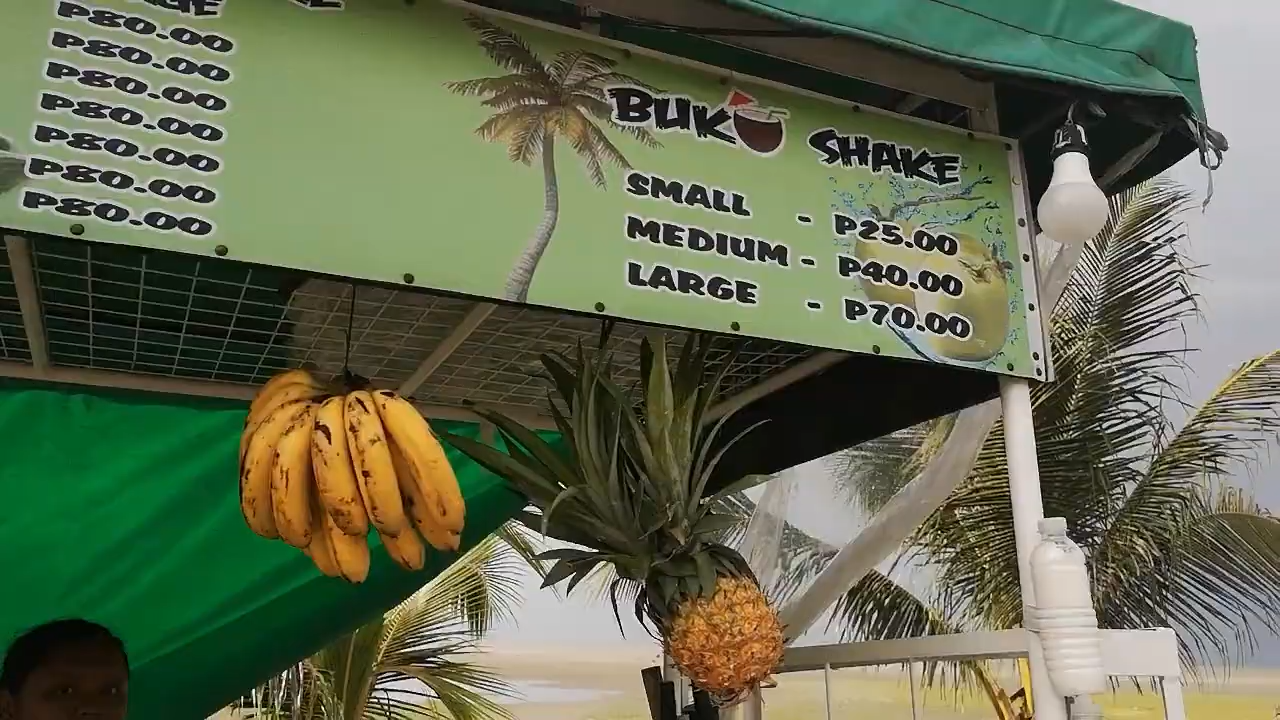 P80.00
P80.00
P80.00
P80.00
P80.00
P80.00
P80.00
BUKO SHAKE
SMALL - P25.00
MEDIUM - P40.00
LARGE - P70.00